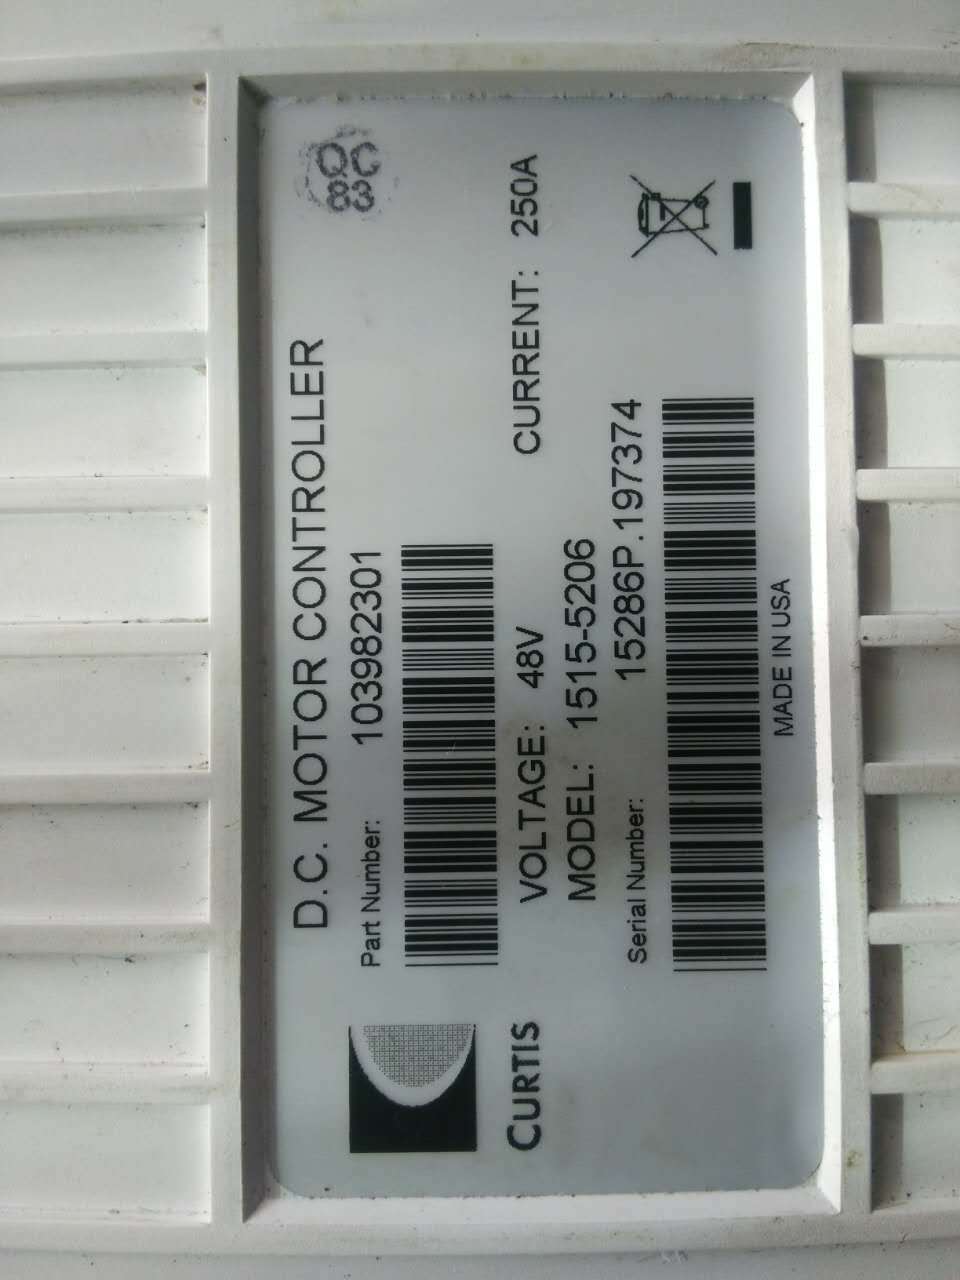 D.C. MOTOR CONTROLLER
QC
83
Part Number: 103982301
VOLTAGE: 48V CURRENT: 250A
MODEL: 1515-5206
Serial Number: 15286P.197374
MADE IN USA
CURTIS